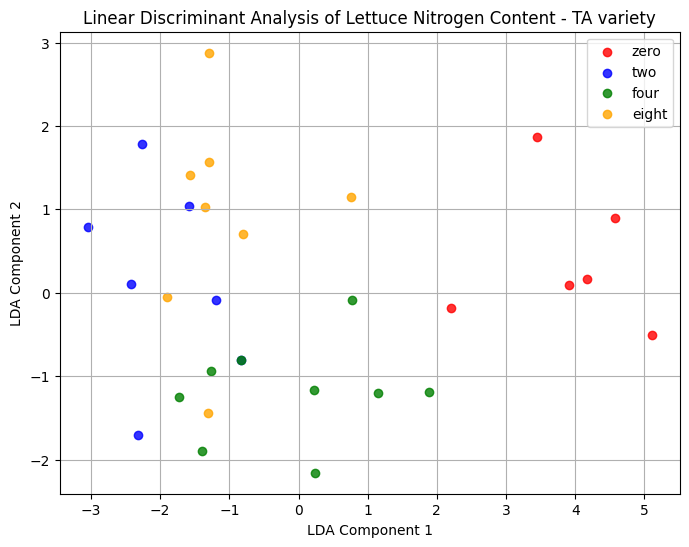 Linear Discriminant Analysis of Lettuce Nitrogen Content - TA variety
zero
two
four
eight
LDA Component 2
3
2
1
0
−1
−2
−3
−2
−1
0
1
2
3
4
5
LDA Component 1